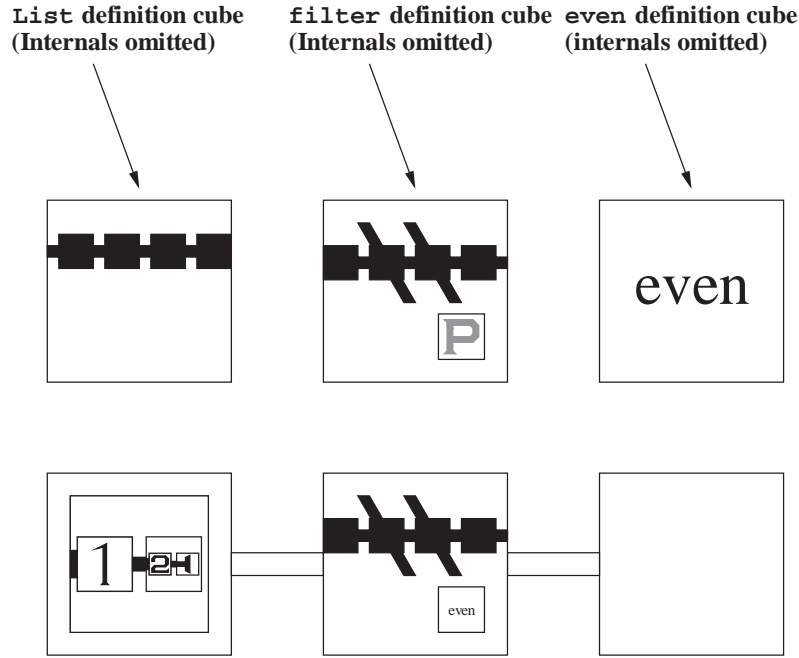 List definition cube
(Internals omitted)
filter definition cube
(Internals omitted)
even definition cube
(internals omitted)
P
even
1
2
even